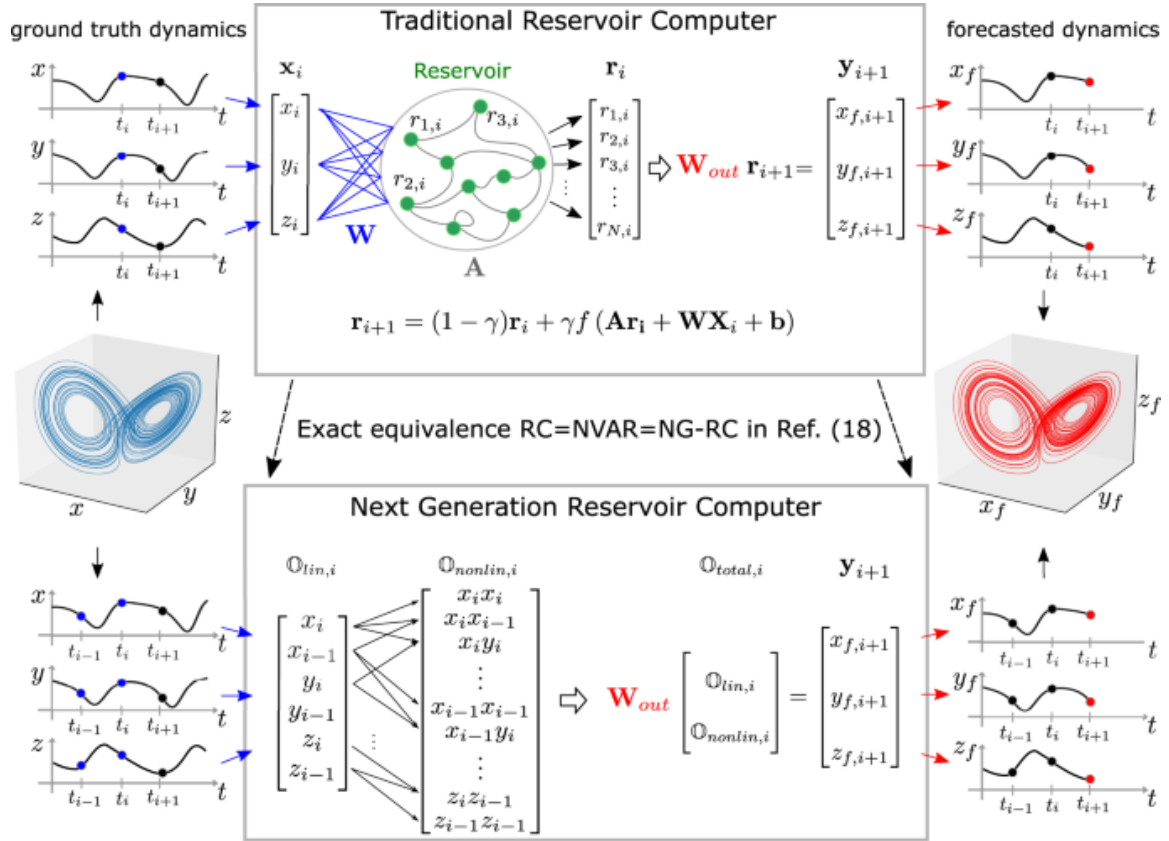 ground truth dynamics
Traditional Reservoir Computer
forecasted dynamics
x
t_i t_{i+1} t
y
t_i t_{i+1} t
z
t_i t_{i+1} t
𝐱_i
x_i
y_i
z_i
𝐖
Reservoir
r_{1,i}
r_{3,i}
r_{2,i}
𝐀
𝐫_i
r_{1,i}
r_{2,i}
r_{3,i}
⋮
r_{N,i}
𝐖_{out} 𝐫_{i+1} =
𝐲_{i+1}
x_{f,i+1}
y_{f,i+1}
z_{f,i+1}
x_f
t_i t_{i+1} t
y_f
t_i t_{i+1} t
z_f
t_i t_{i+1} t
𝐫_{i+1} = (1 − γ)𝐫_i + γf (𝐀𝐫_𝐢 + 𝐖𝐗_i + 𝐛)
x
y
z
Exact equivalence RC=NVAR=NG-RC in Ref. (18)
x_f
y_f
z_f
Next Generation Reservoir Computer
x
t_{i−1} t_i t_{i+1} t
y
t_{i−1} t_i t_{i+1} t
z
t_{i−1} t_i t_{i+1} t
𝕆_{lin,i}
x_i
x_{i−1}
y_i
y_{i−1}
z_i
z_{i−1}
⋮
𝕆_{nonlin,i}
x_i x_i
x_i x_{i−1}
x_i y_i
⋮
x_{i−1} x_{i−1}
x_{i−1} y_i
⋮
z_i z_{i−1}
z_{i−1} z_{i−1}
𝐖_{out}
𝕆_{total,i}
𝕆_{lin,i}
𝕆_{nonlin,i}
=
𝐲_{i+1}
x_{f,i+1}
y_{f,i+1}
z_{f,i+1}
x_f
t_{i−1} t_i t_{i+1} t
y_f
t_{i−1} t_i t_{i+1} t
z_f
t_{i−1} t_i t_{i+1} t